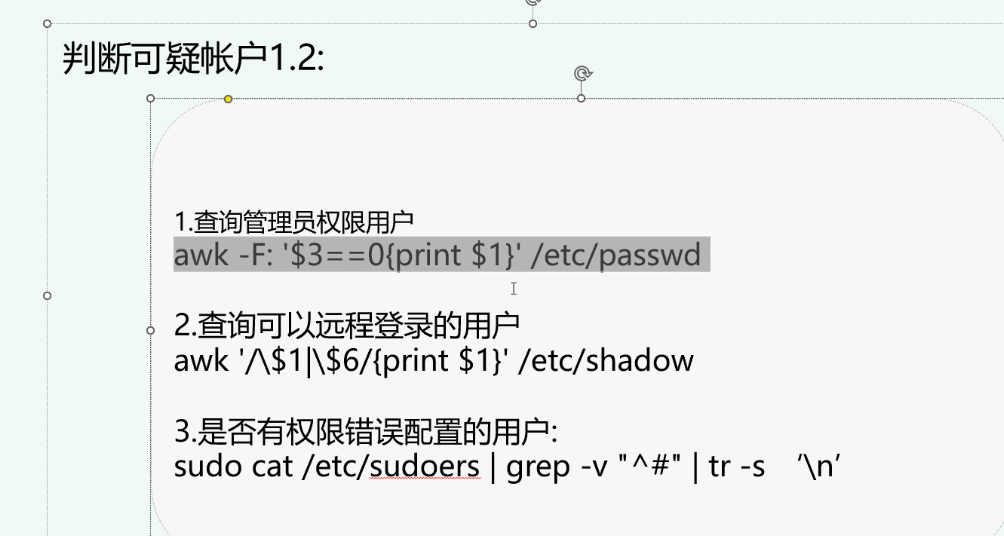 判断可疑帐户1.2:
1.查询管理员权限用户
awk -F: '$3==0{print $1}' /etc/passwd
2.查询可以远程登录的用户
awk '/\$1|\$6/{print $1}' /etc/shadow
3.是否有权限错误配置的用户:
sudo cat /etc/sudoers | grep -v "^#" | tr -s ‘\n’